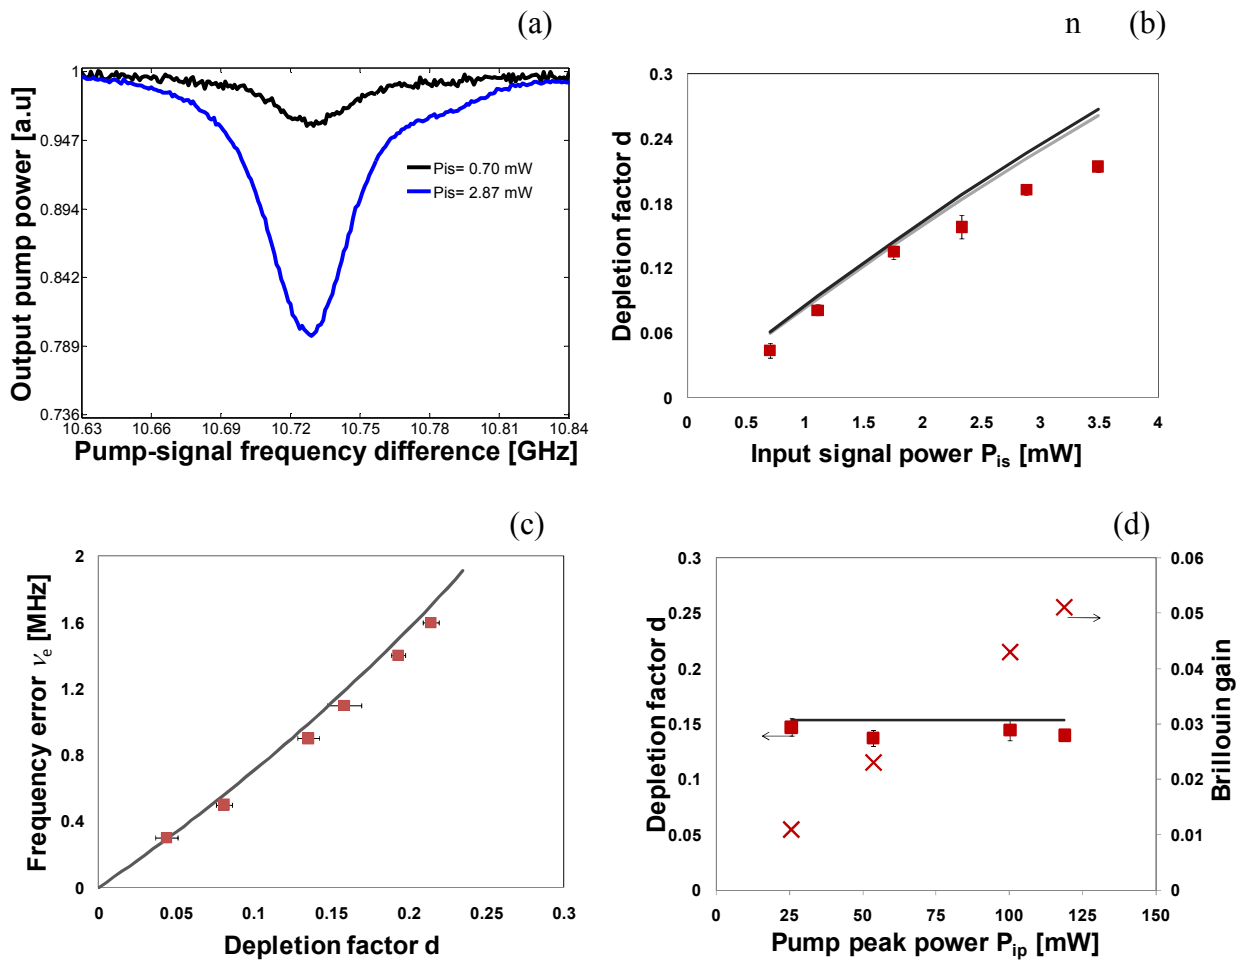 (a)
1
0.947
0.894
0.842
0.789
0.736
10.63 10.66 10.69 10.72 10.75 10.78 10.81 10.84
Output pump power [a.u]
Pump-signal frequency difference [GHz]
Pis= 0.70 mW
Pis= 2.87 mW
n (b)
0.3
0.24
0.18
0.12
0.06
0
0 0.5 1 1.5 2 2.5 3 3.5 4
Depletion factor d
Input signal power Pis [mW]
(c)
2
1.6
1.2
0.8
0.4
0
0 0.05 0.1 0.15 0.2 0.25 0.3
Frequency error νe [MHz]
Depletion factor d
(d)
0.3
0.25
0.2
0.15
0.1
0.05
0
0 25 50 75 100 125 150
0.06
0.05
0.04
0.03
0.02
0.01
0
Depletion factor d
Brillouin gain
Pump peak power Pip [mW]